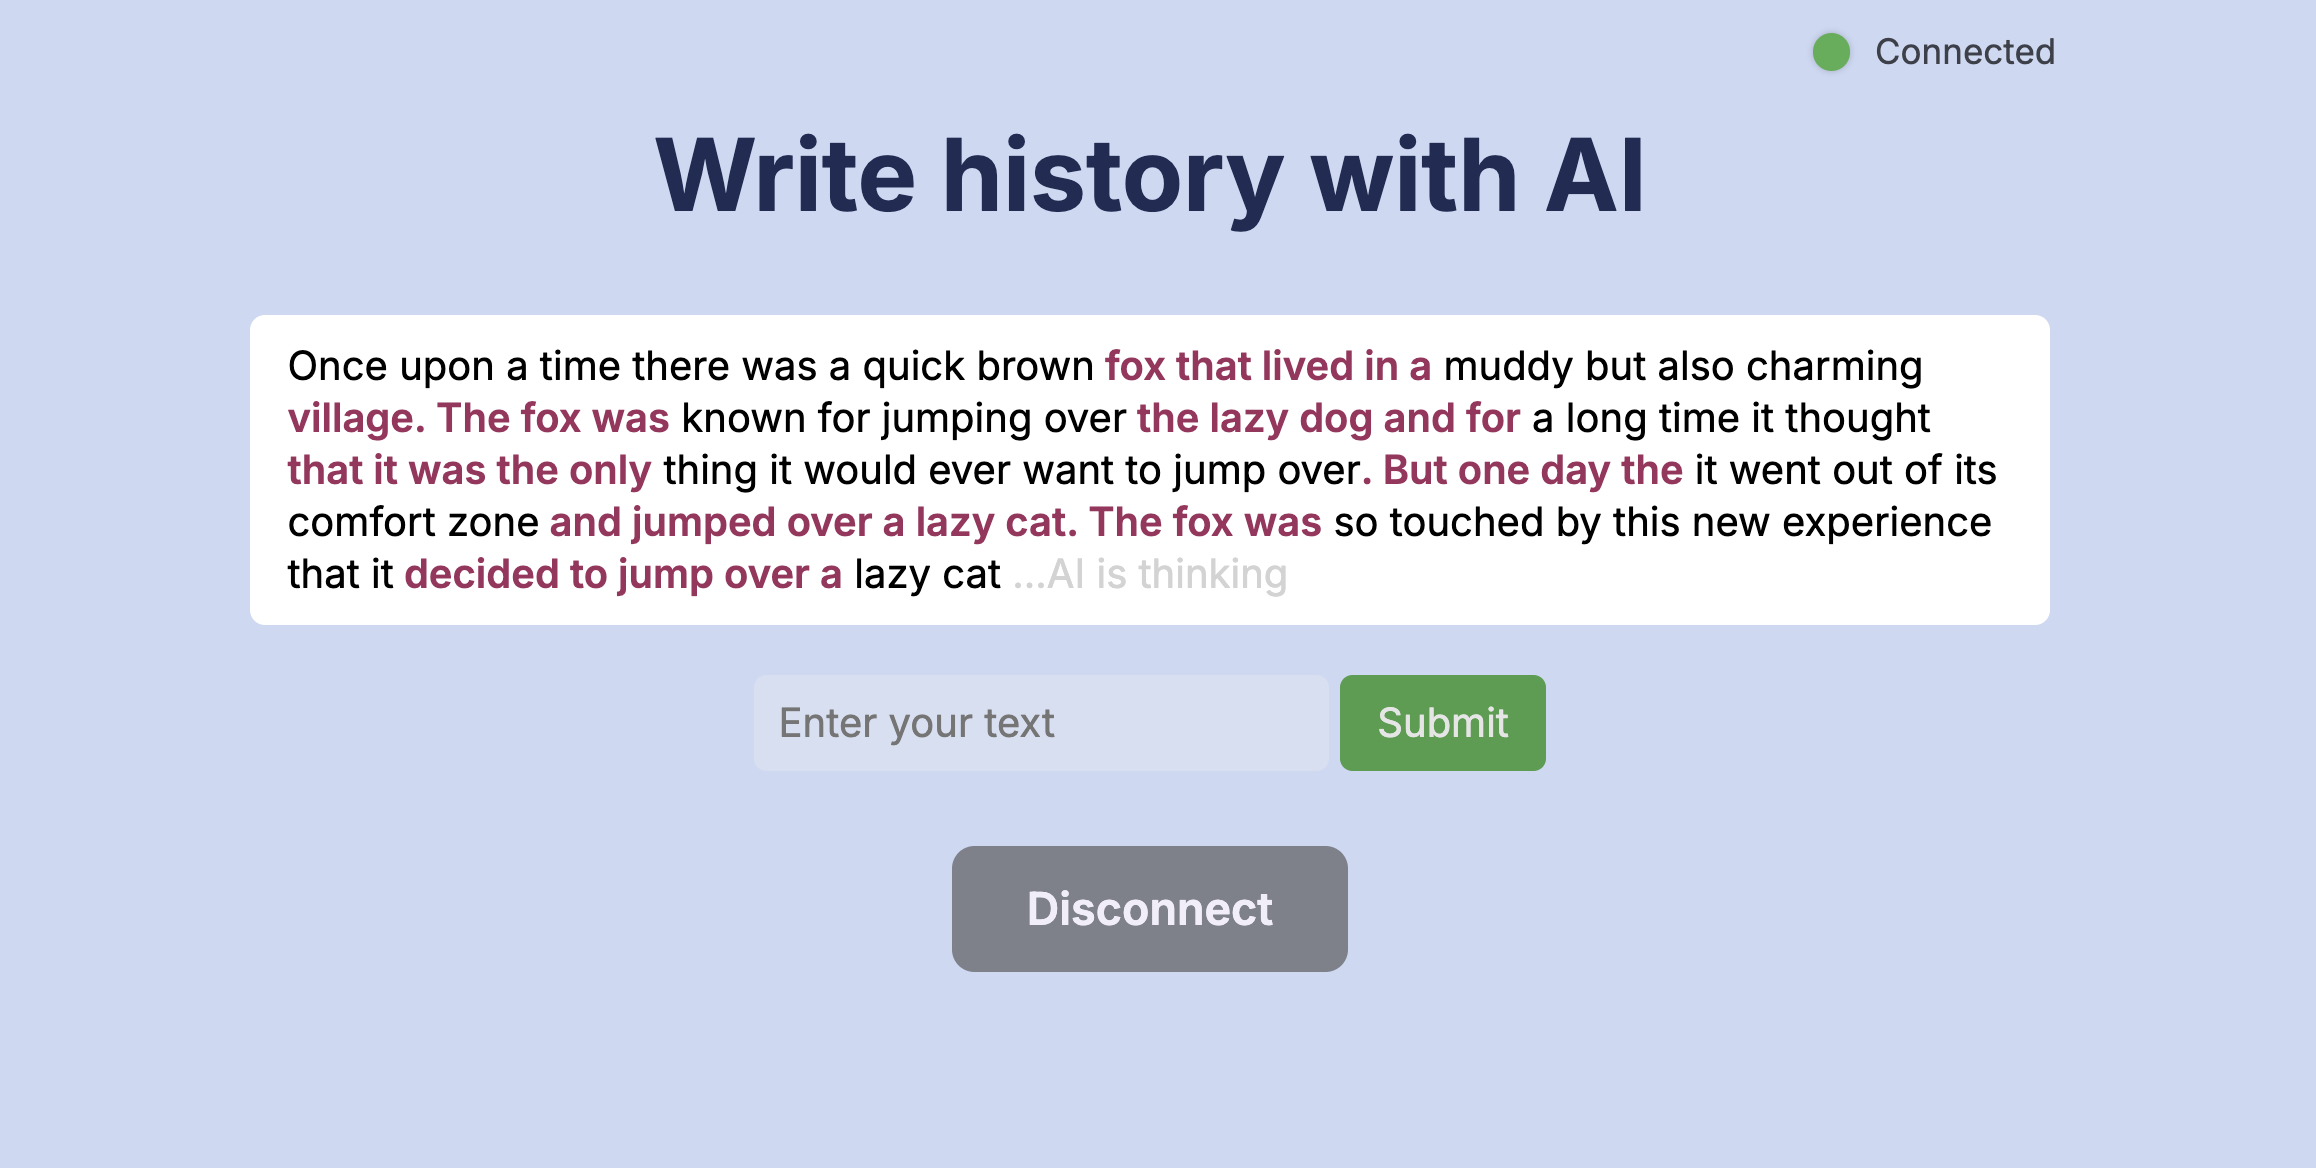 Connected
Write history with AI
Once upon a time there was a quick brown fox that lived in a muddy but also charming
village. The fox was known for jumping over the lazy dog and for a long time it thought
that it was the only thing it would ever want to jump over. But one day the it went out of its
comfort zone and jumped over a lazy cat. The fox was so touched by this new experience
that it decided to jump over a lazy cat ...AI is thinking
Enter your text
Submit
Disconnect